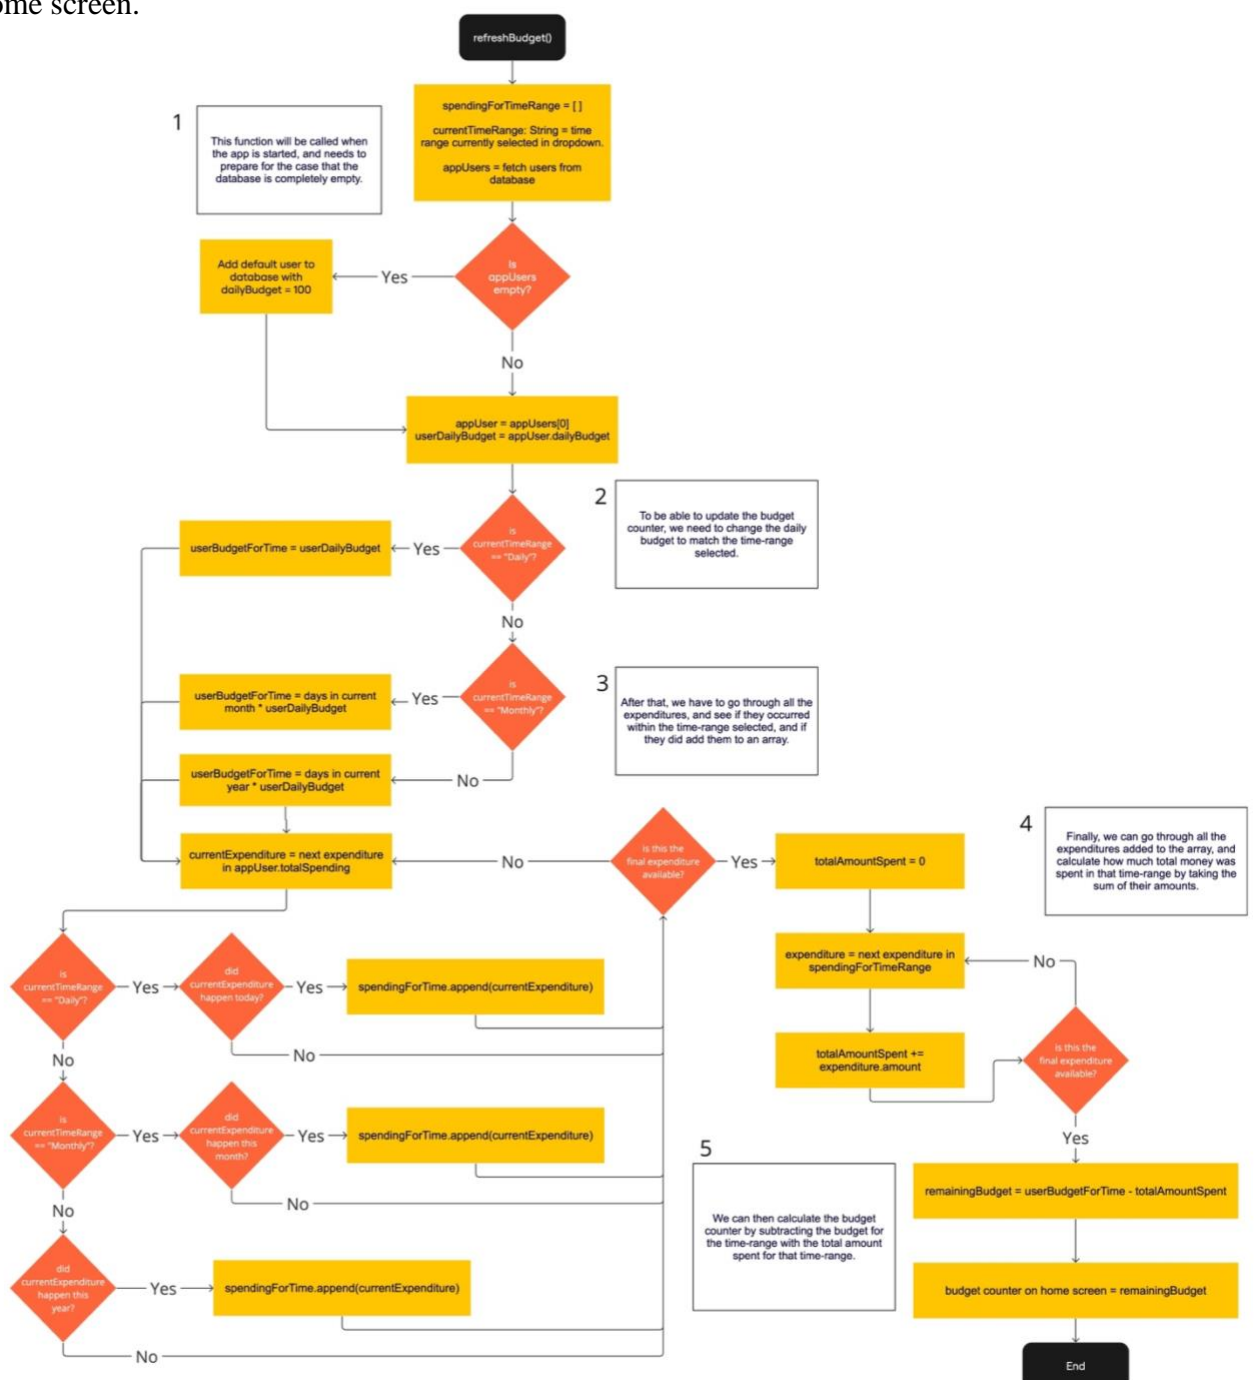 ome screen.
refreshBudget()
spendingForTimeRange = [ ]
currentTimeRange: String = time
range currently selected in dropdown.
appUsers = fetch users from
database
1
This function will be called when
the app is started, and needs to
prepare for the case that the
database is completely empty.
Is
appUsers
empty?
Yes
Add default user to
database with
dailyBudget = 100
No
appUser = appUsers[0]
userDailyBudget = appUser.dailyBudget
2
To be able to update the budget
counter, we need to change the daily
budget to match the time-range
selected.
is
currentTimeRange
== "Daily"?
Yes
userBudgetForTime = userDailyBudget
No
is
currentTimeRange
== "Monthly"?
Yes
userBudgetForTime = days in current
month * userDailyBudget
3
After that, we have to go through all the
expenditures, and see if they occurred
within the time-range selected, and if
they did add them to an array.
No
userBudgetForTime = days in current
year * userDailyBudget
currentExpenditure = next expenditure
in appUser.totalSpending
No
Is this the
final expenditure
available?
Yes
totalAmountSpent = 0
4
Finally, we can go through all the
expenditures added to the array, and
calculate how much total money was
spent in that time-range by taking the
sum of their amounts.
is
currentTimeRange
== "Daily"?
Yes
did
currentExpenditure
happen today?
Yes
spendingForTime.append(currentExpenditure)
No
No
expenditure = next expenditure in
spendingForTimeRange
No
totalAmountSpent +=
expenditure.amount
Is this the
final expenditure
available?
is
currentTimeRange
== "Monthly"?
Yes
did
currentExpenditure
happen this
month?
Yes
spendingForTime.append(currentExpenditure)
No
No
Yes
5
We can then calculate the budget
counter by subtracting the budget for
the time-range with the total amount
spent for that time-range.
remainingBudget = userBudgetForTime - totalAmountSpent
did
currentExpenditure
happen this
year?
Yes
spendingForTime.append(currentExpenditure)
No
budget counter on home screen = remainingBudget
End